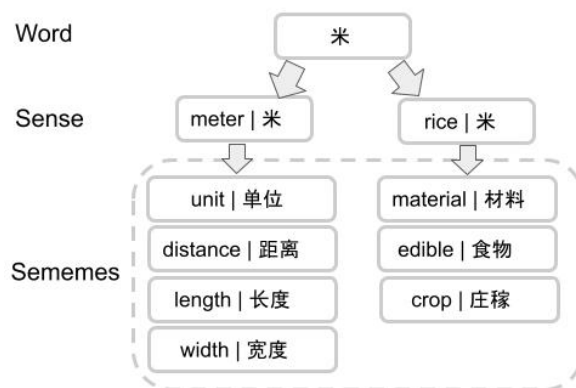 Word
米
Sense
meter | 米
rice | 米
Sememes
unit | 单位
distance | 距离
length | 长度
width | 宽度
material | 材料
edible | 食物
crop | 庄稼